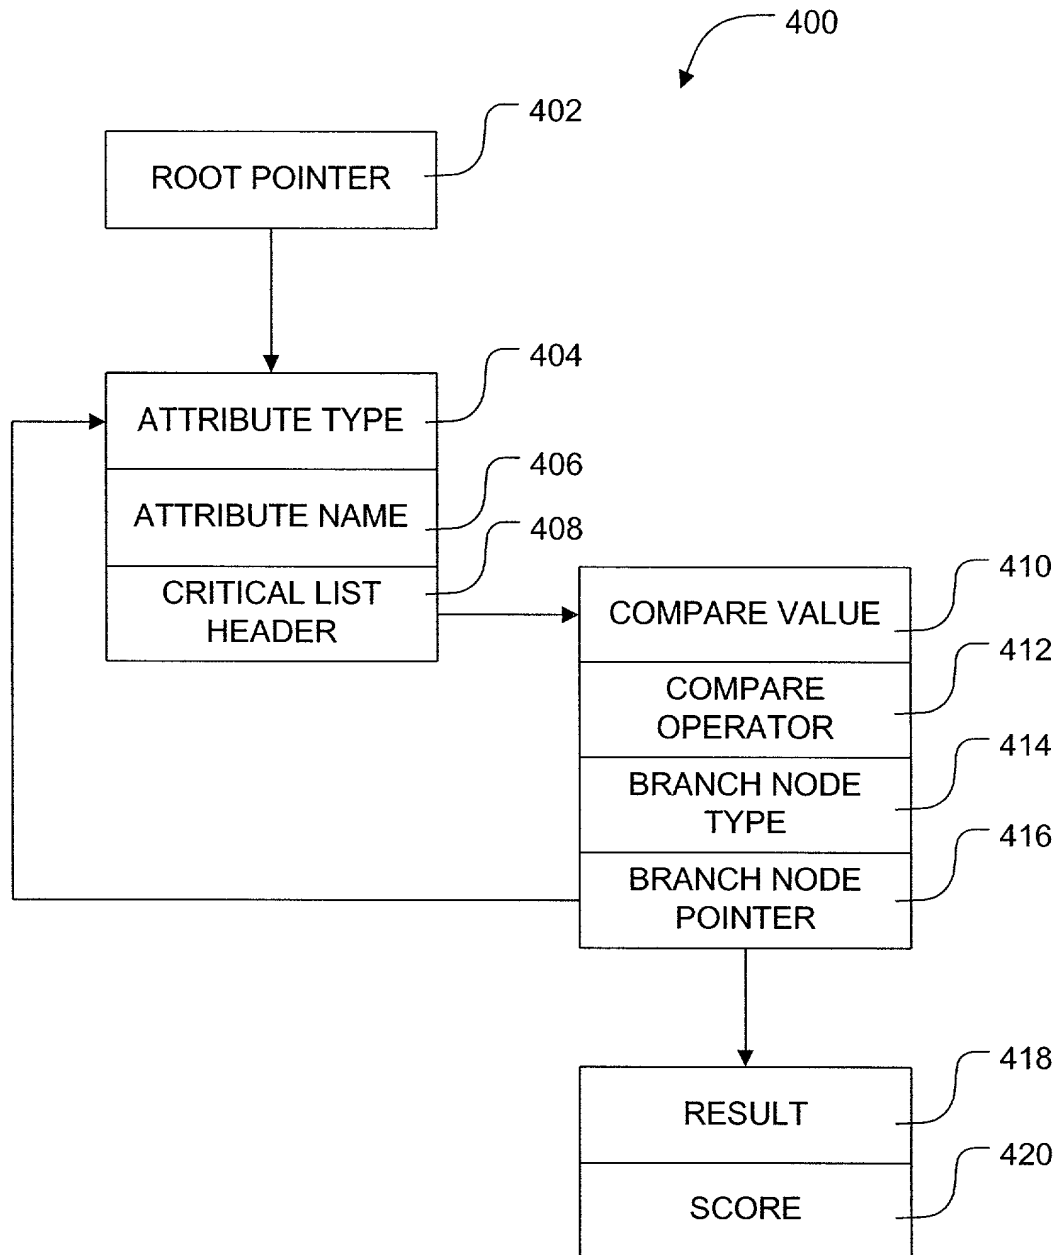 400
402
ROOT POINTER
404
ATTRIBUTE TYPE
406
ATTRIBUTE NAME
408
CRITICAL LIST
HEADER
410
COMPARE VALUE
412
COMPARE
OPERATOR
414
BRANCH NODE
TYPE
416
BRANCH NODE
POINTER
418
RESULT
420
SCORE